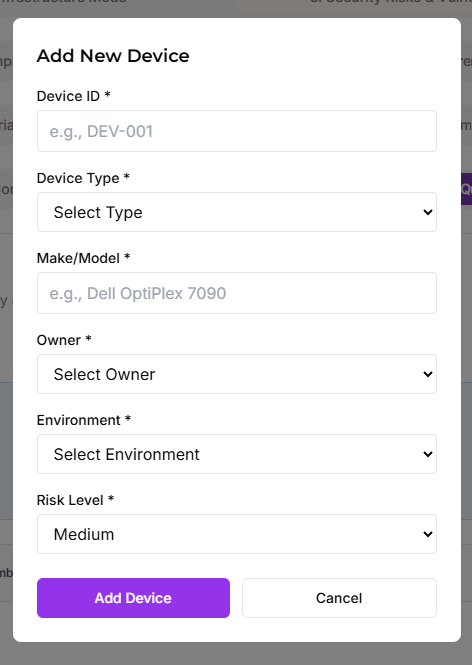 Add New Device
Device ID *
e.g., DEV-001
Device Type *
Select Type
Make/Model *
e.g., Dell OptiPlex 7090
Owner *
Select Owner
Environment *
Select Environment
Risk Level *
Medium
Add Device
Cancel